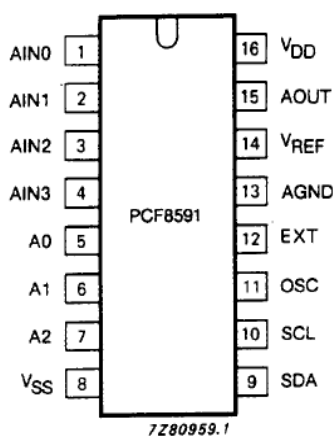 AIN0 1 16 VDD
AIN1 2 15 AOUT
AIN2 3 14 VREF
AIN3 4 13 AGND
PCF8591
A0 5 12 EXT
A1 6 11 OSC
A2 7 10 SCL
VSS 8 9 SDA
7Z80959.1